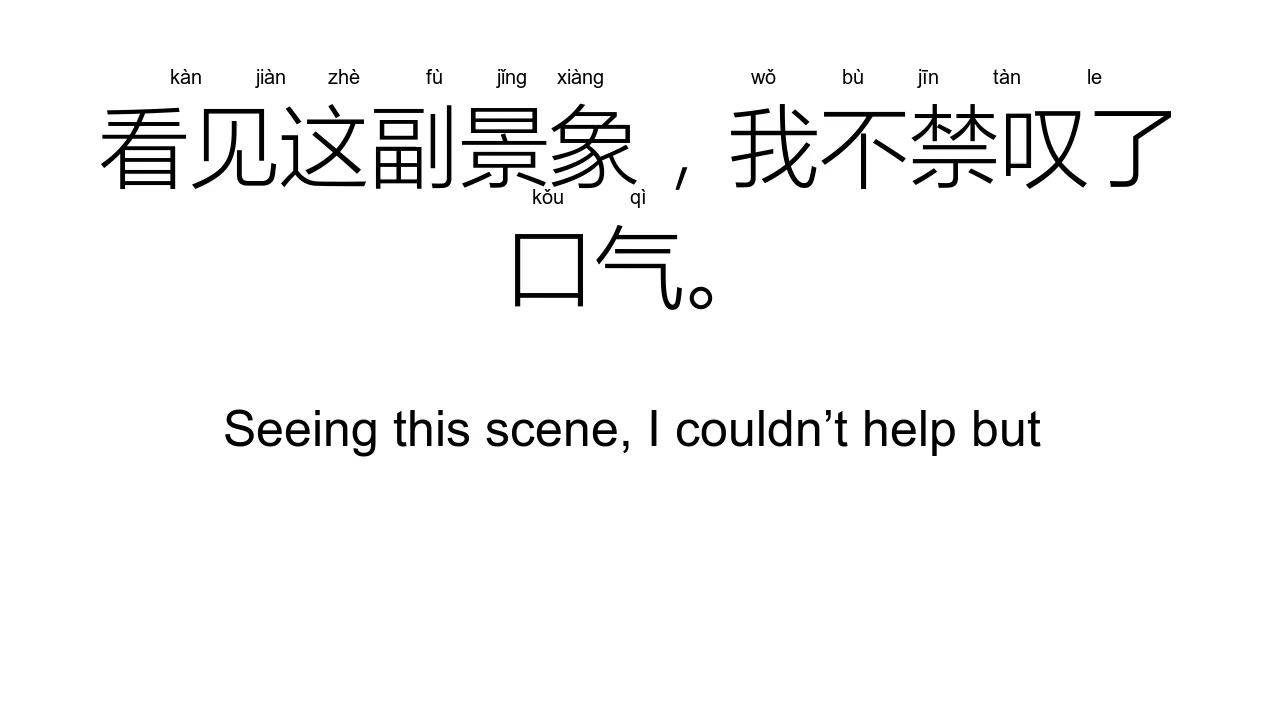 kàn jiàn zhè fù jǐng xiàng wǒ bù jīn tàn le
看见这副景象，我不禁叹了
kǒu qì
口气。
Seeing this scene, I couldn’t help but